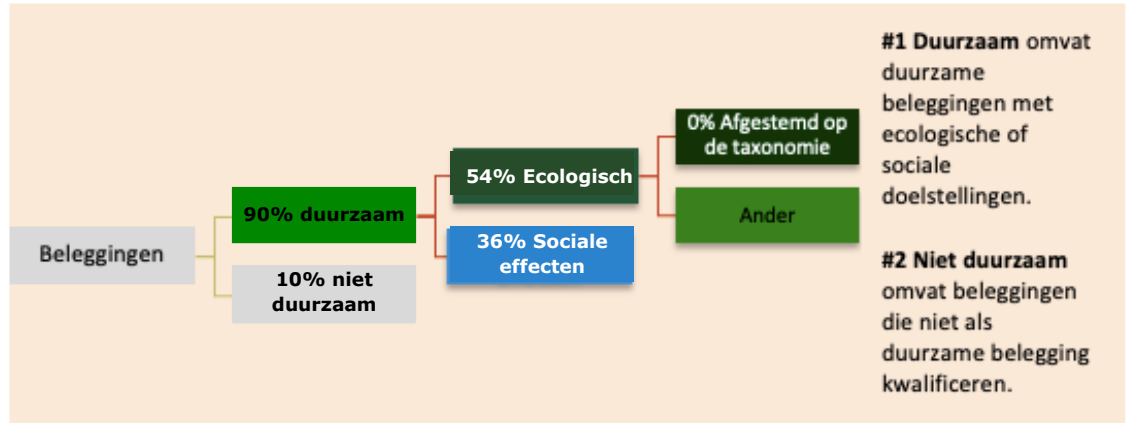 Beleggingen
90% duurzaam
10% niet
duurzaam
54% Ecologisch
36% Sociale
effecten
0% Afgestemd op
de taxonomie
Ander
#1 Duurzaam omvat
duurzame
beleggingen met
ecologische of
sociale
doelstellingen.
#2 Niet duurzaam
omvat beleggingen
die niet als
duurzame belegging
kwalificeren.